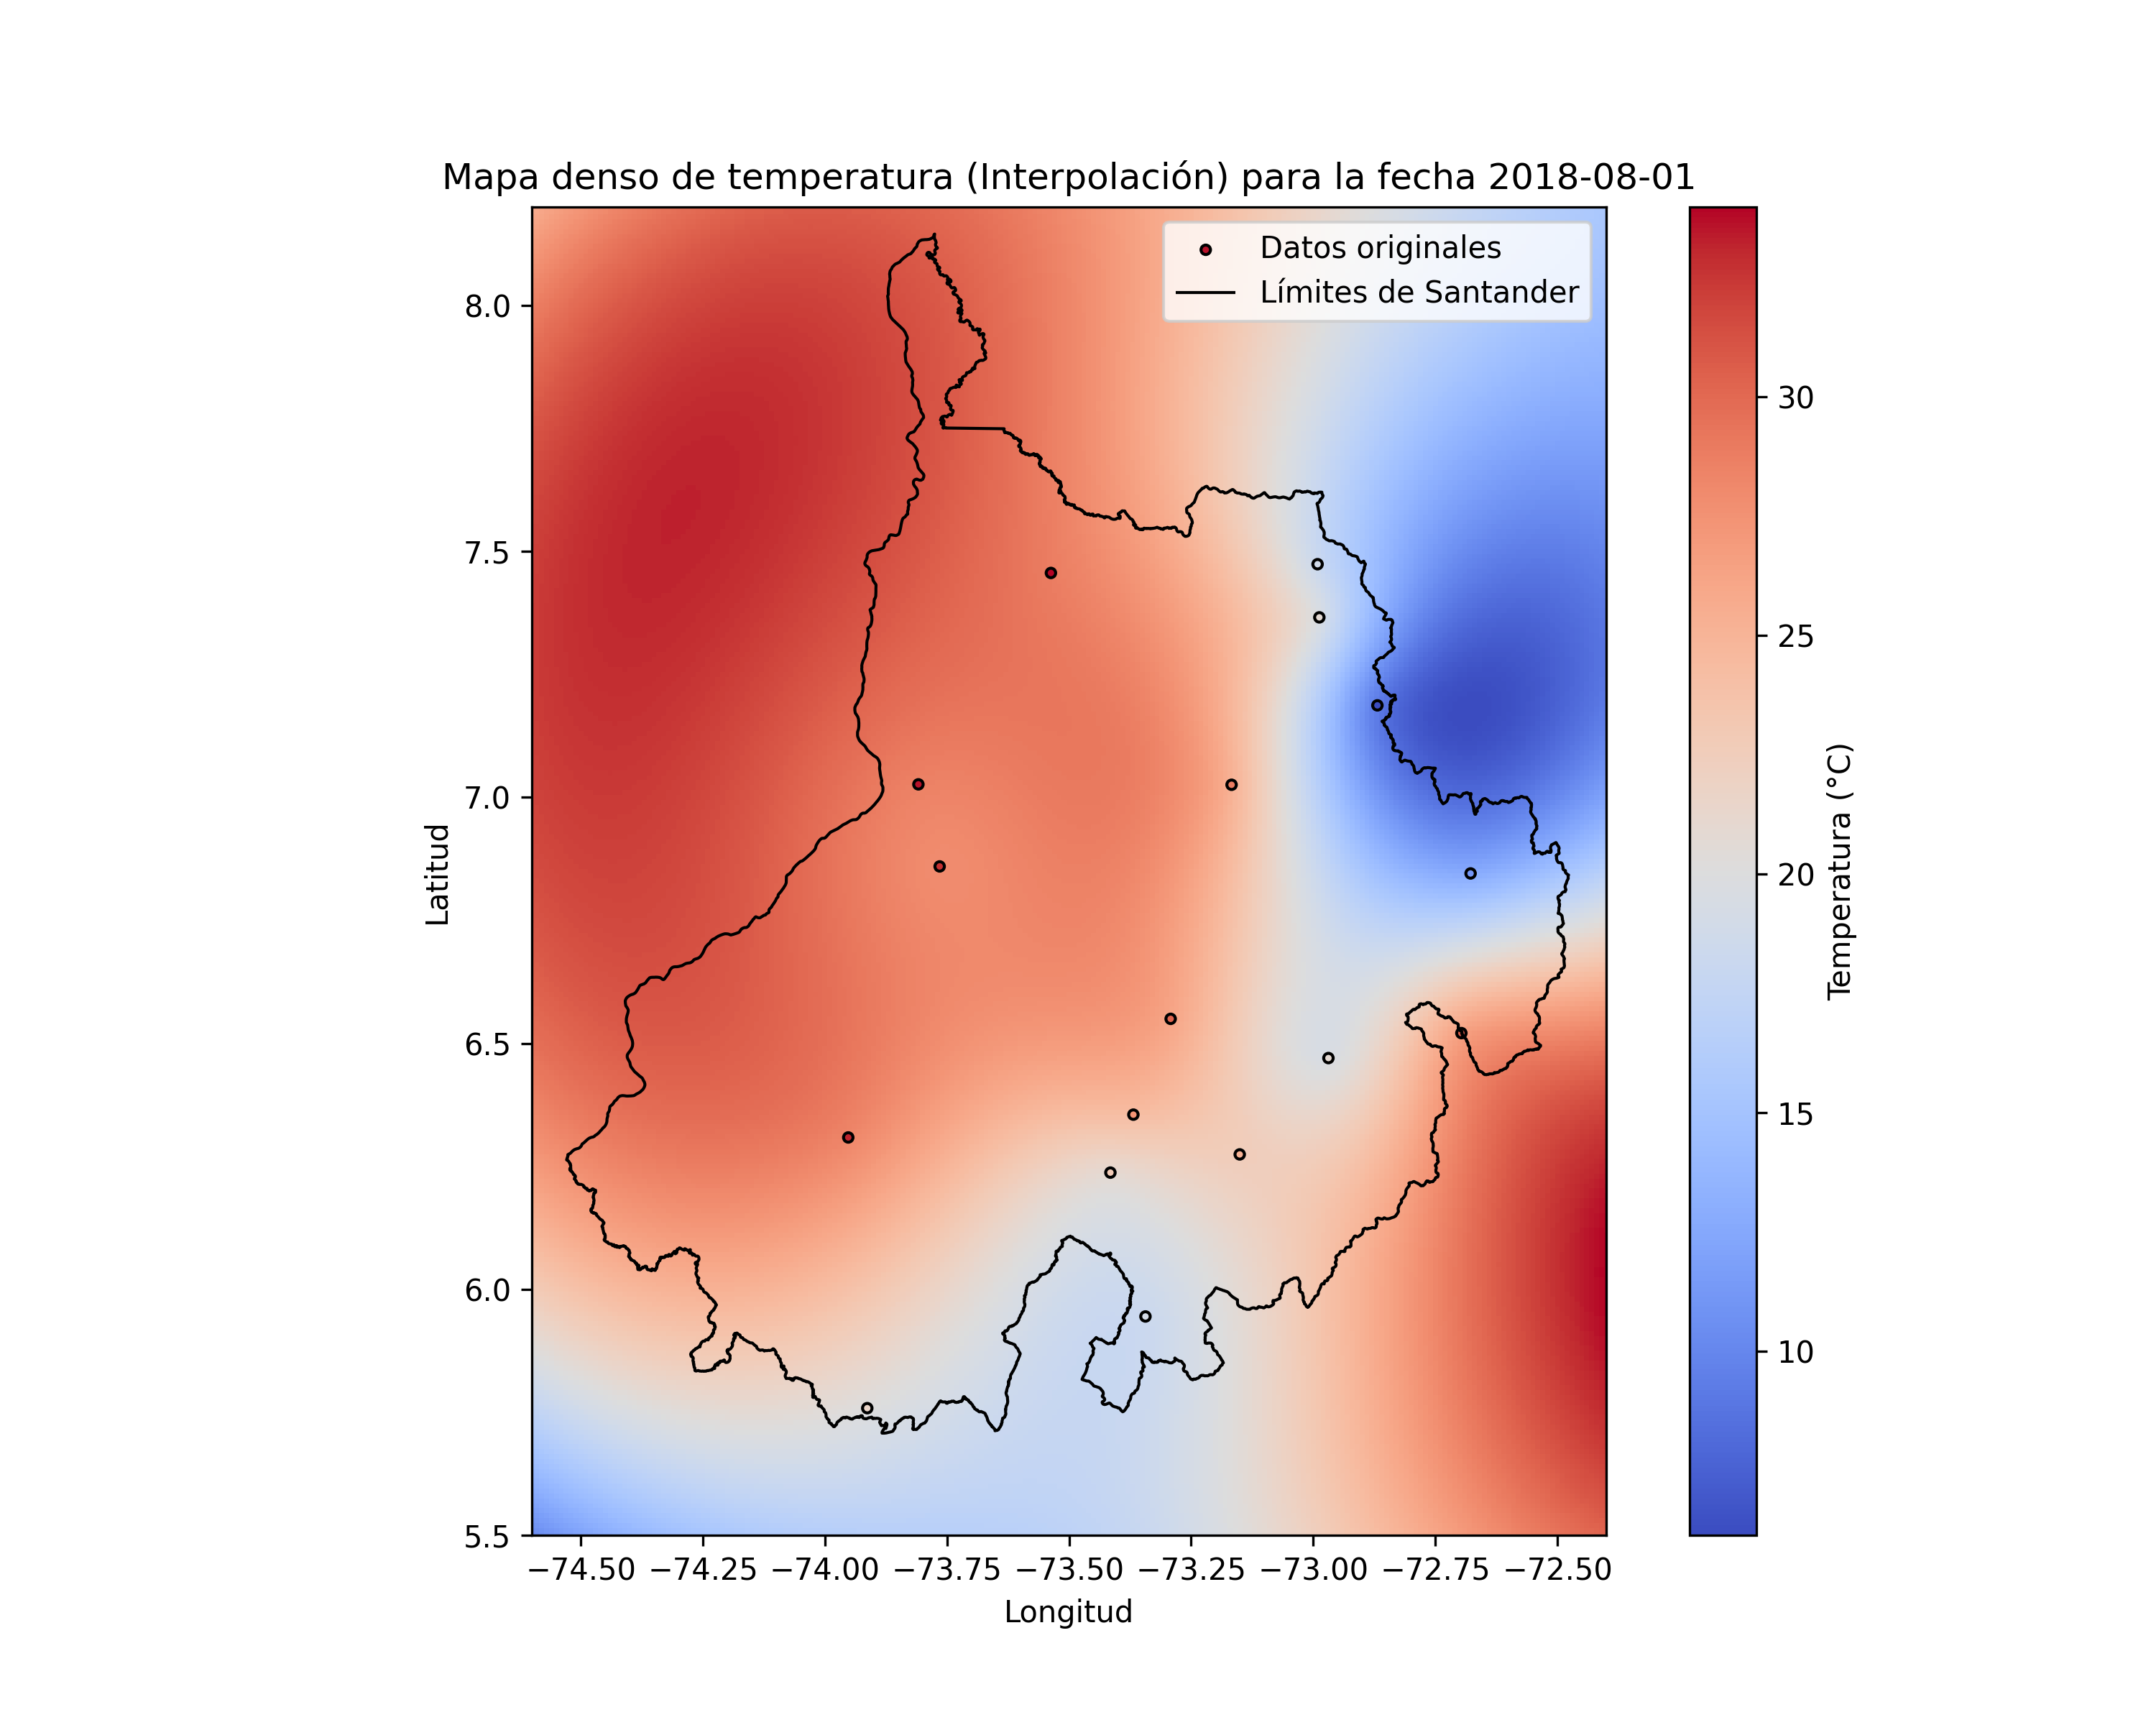 Mapa denso de temperatura (Interpolación) para la fecha 2018-08-01
Datos originales
Límites de Santander
8.0
7.5
7.0
6.5
6.0
5.5
Latitud
−74.50 −74.25 −74.00 −73.75 −73.50 −73.25 −73.00 −72.75 −72.50
Longitud
30
25
20
15
10
Temperatura (°C)